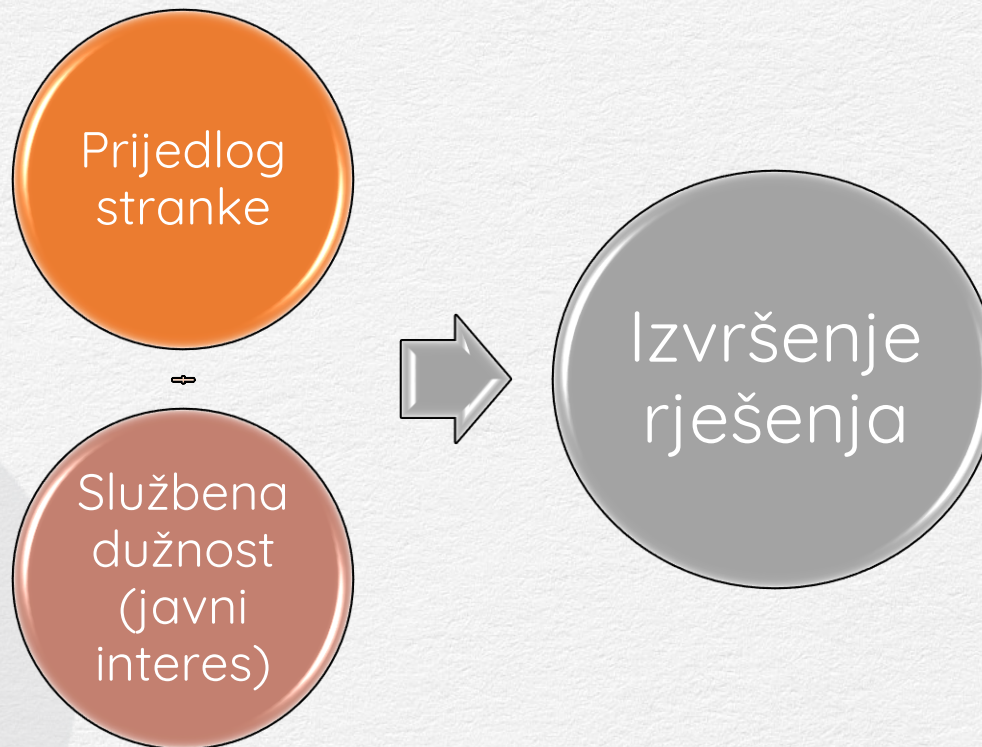 Prijedlog
stranke
Službena
dužnost
(javni
interes)
Izvršenje
rješenja